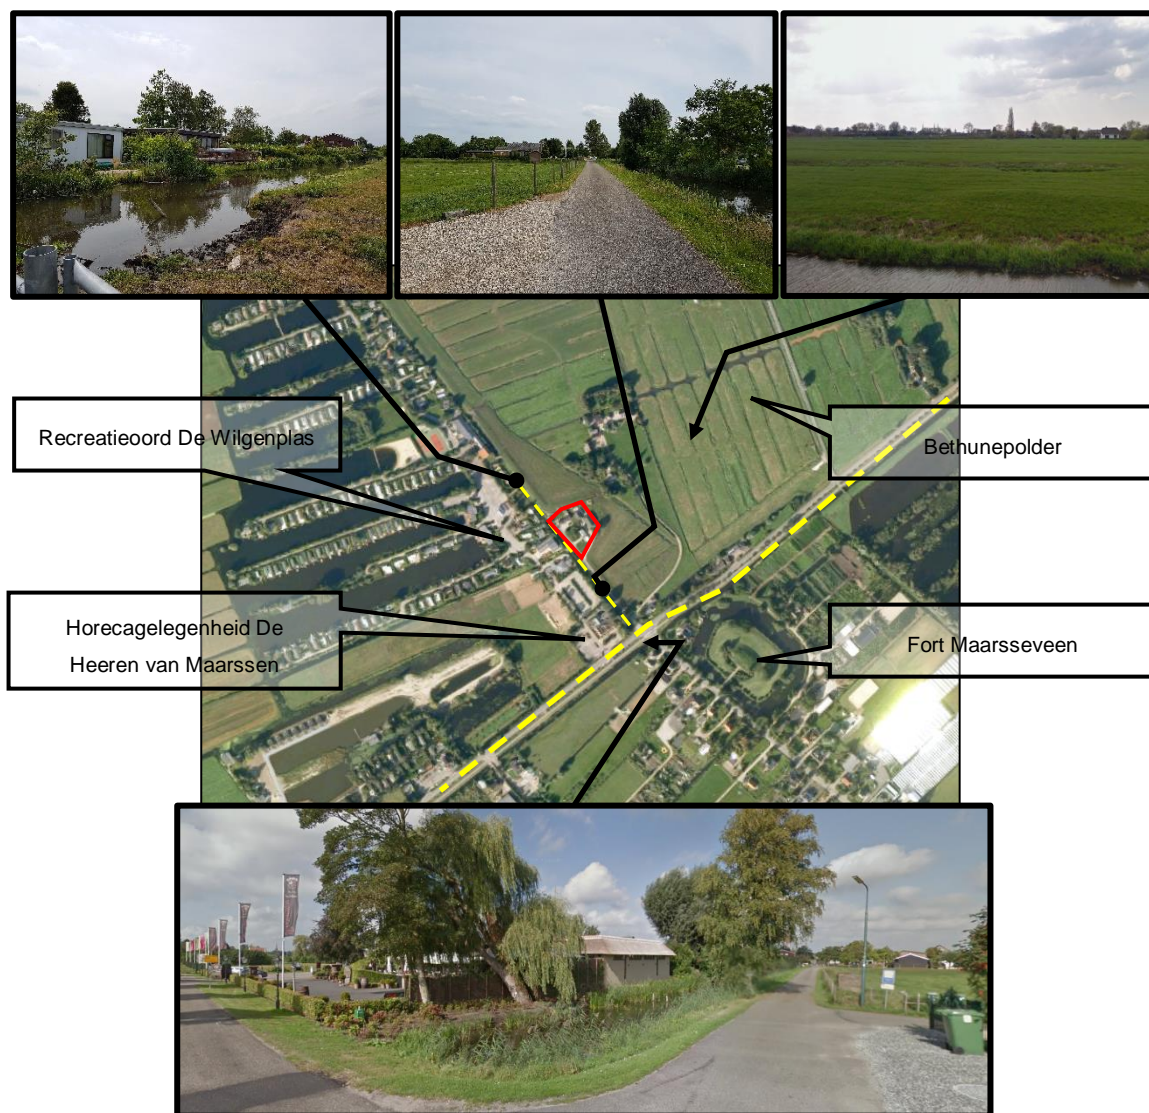 Recreatieoord De Wilgenplas
Bethunepolder
Horecagelegenheid De
Heeren van Maarssen
Fort Maarsseveen